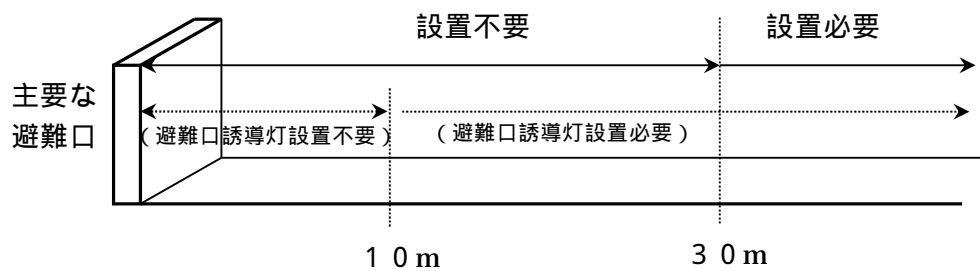 設置不要
設置必要
主要な
避難口
(避難口誘導灯設置不要)
(避難口誘導灯設置必要)
10m
30m